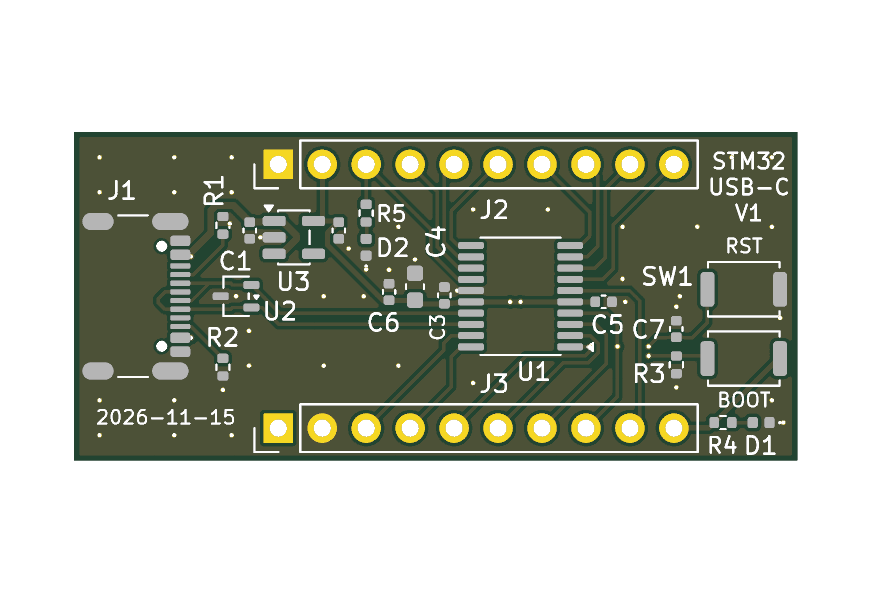 STM32
USB-C
V1
J1
R1
R5
J2
RST
D2
C4
C1
U3
SW1
U2
C6
C3
C5
C7
R2
U1
R3
J3
BOOT
2026-11-15
R4
D1